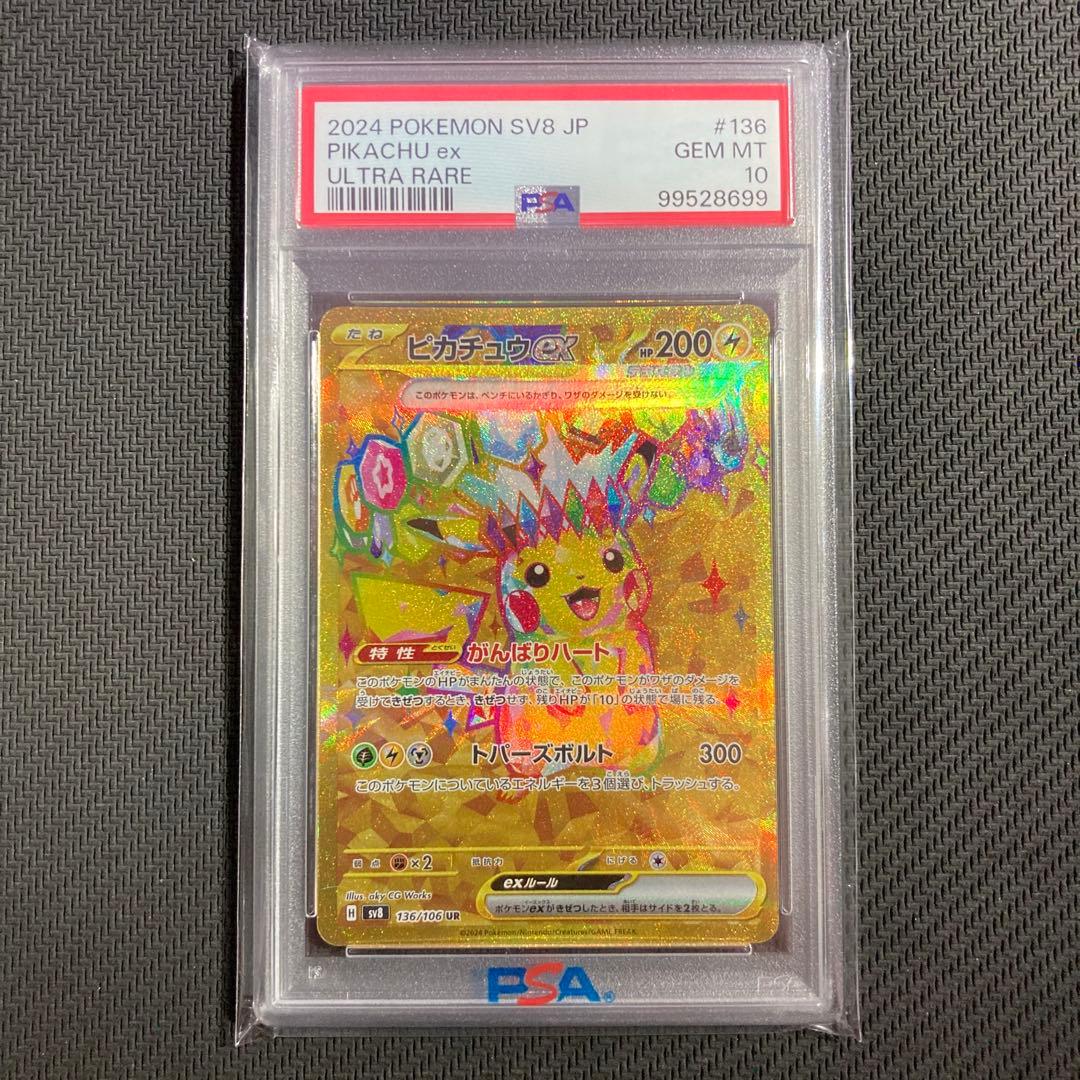 2024 POKEMON SV8 JP #136
PIKACHU ex GEM MT
ULTRA RARE 10
PSA 99528699
たね ピカチュウex HP 200
テラスタル
このポケモンは、ベンチにいるかぎり、ワザのダメージを受けない。
特性 とくせい がんばりハート
このポケモンのHPがまんたんの状態で、このポケモンがワザのダメージを
受けてきぜつするとき、きぜつせず、残りHPが「10」の状態で場に残る。
トパーズボルト 300
このポケモンについているエネルギーを3個選び、トラッシュする。
弱点 ×2 抵抗力 にげる
exルール
ポケモンexがきぜつしたとき、相手はサイドを2枚とる。
Illus. aky CG Works
H sv8 136/106 UR
©2024 Pokémon/Nintendo/Creatures/GAME FREAK
PSA®